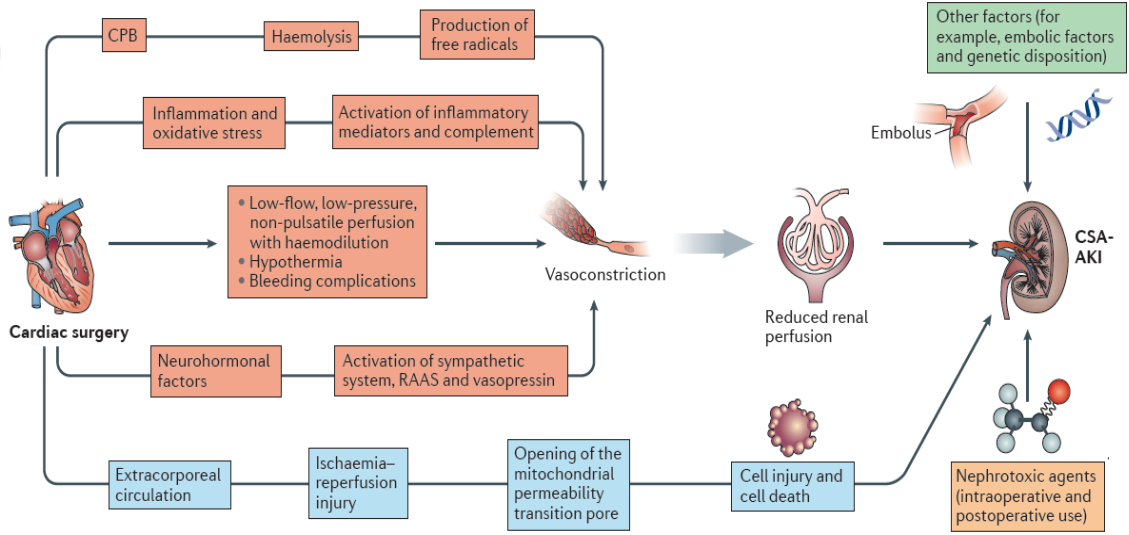 CPB
Haemolysis
Production of
free radicals
Other factors (for
example, embolic factors
and genetic disposition)
Inflammation and
oxidative stress
Activation of inflammatory
mediators and complement
Embolus
• Low-flow, low-pressure,
non-pulsatile perfusion
with haemodilution
• Hypothermia
• Bleeding complications
Vasoconstriction
CSA-
AKI
Cardiac surgery
Reduced renal
perfusion
Neurohormonal
factors
Activation of sympathetic
system, RAAS and vasopressin
Extracorporeal
circulation
Ischaemia–
reperfusion
injury
Opening of the
mitochondrial
permeability
transition pore
Cell injury and
cell death
Nephrotoxic agents
(intraoperative and
postoperative use)